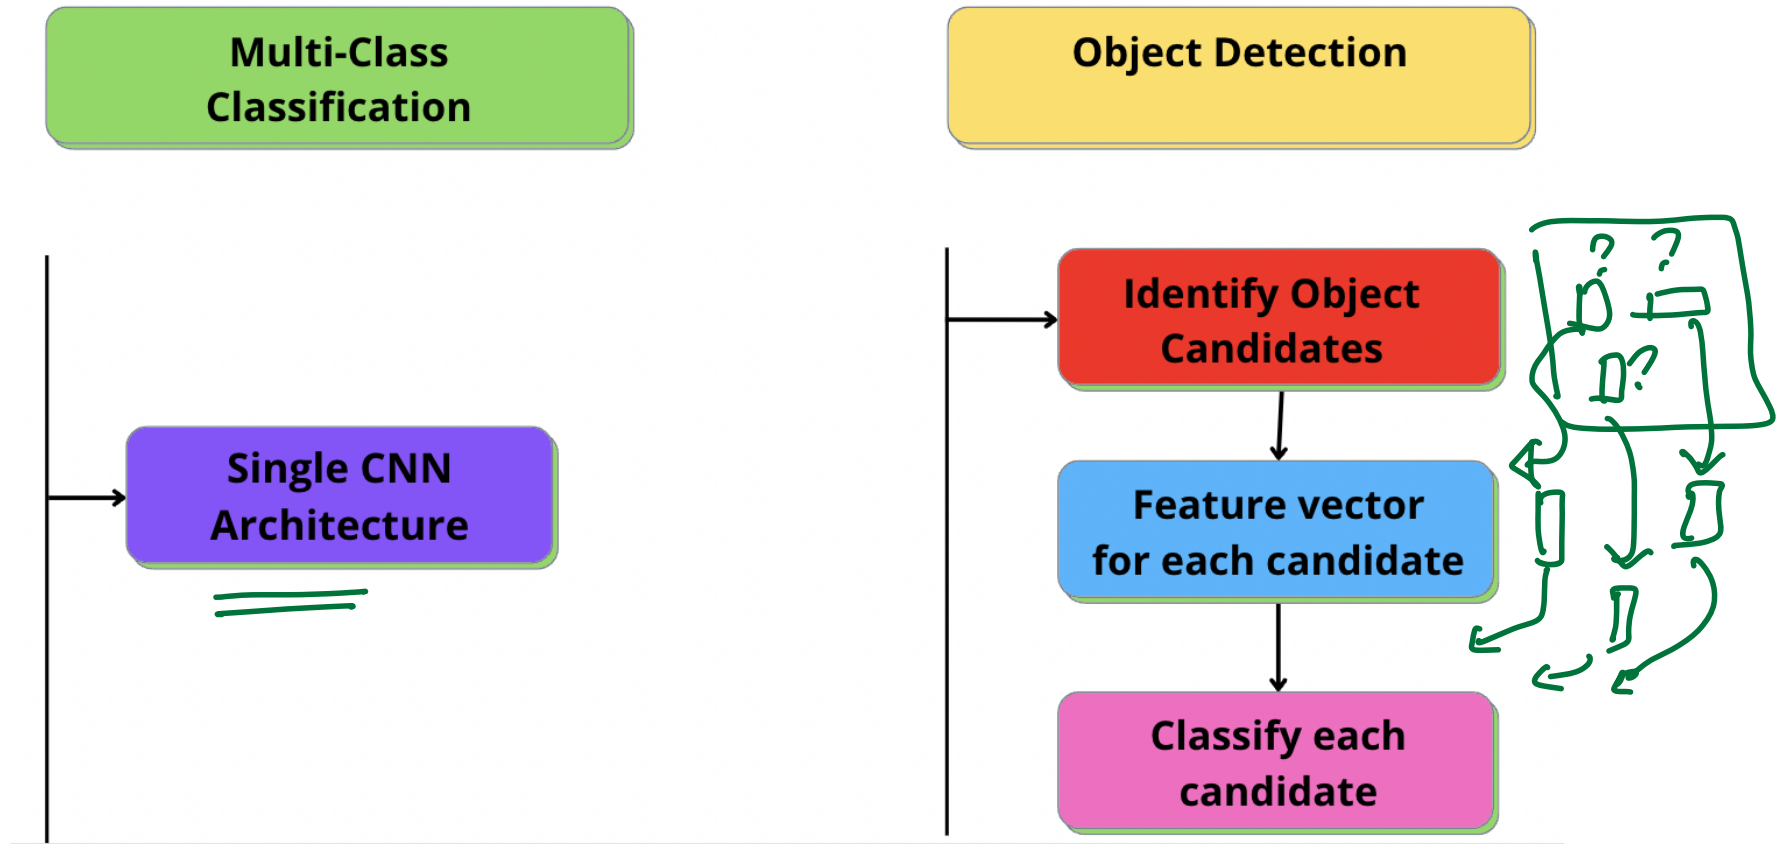 Multi-Class
Classification
Object Detection
? ?
Identify Object
Candidates
?
Single CNN
Architecture
Feature vector
for each candidate
Classify each
candidate